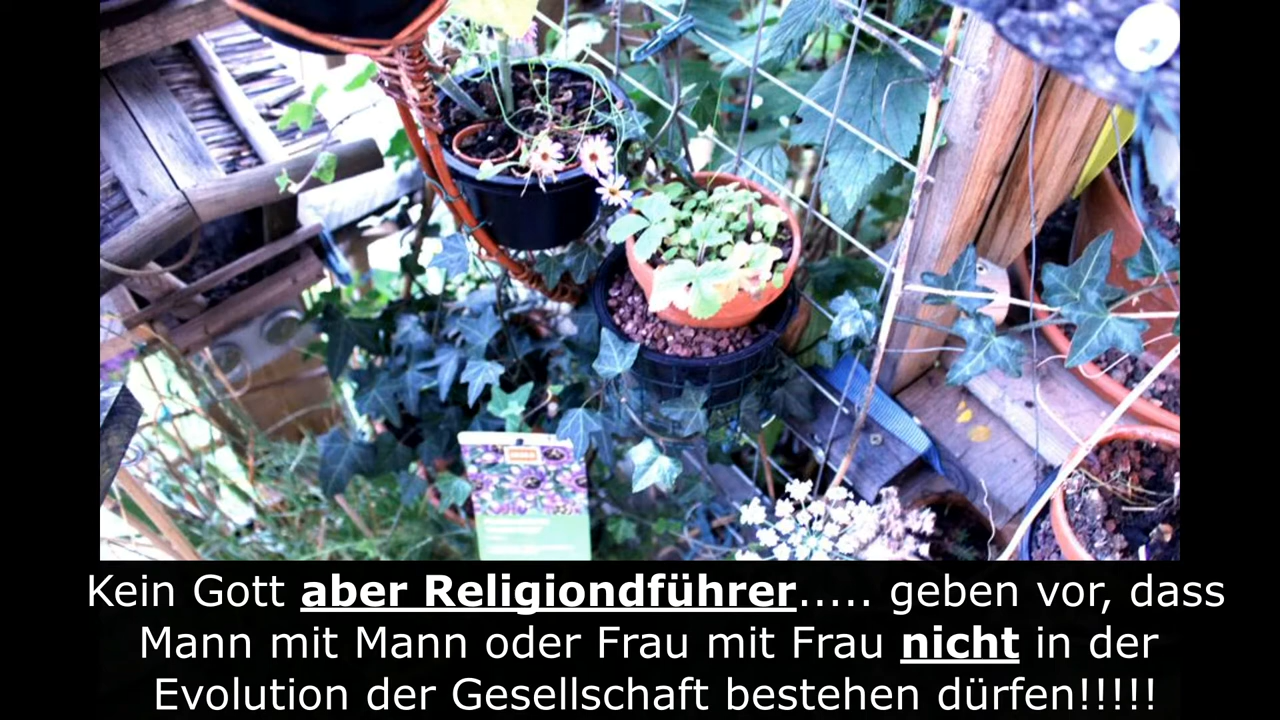 Kein Gott aber Religiondführer..... geben vor, dass
Mann mit Mann oder Frau mit Frau nicht in der
Evolution der Gesellschaft bestehen dürfen!!!!!